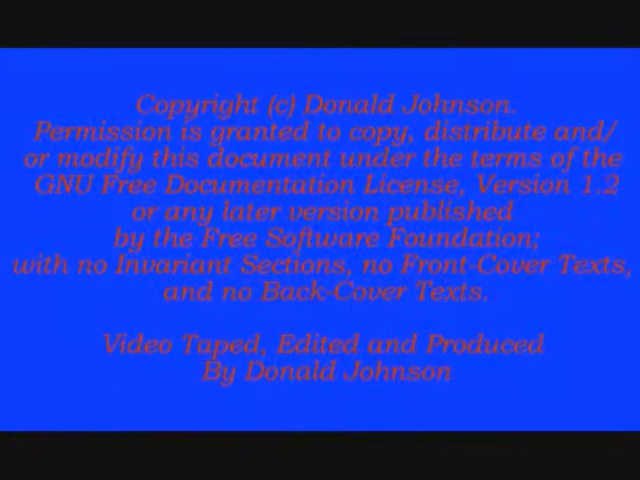 Copyright (c) Donald Johnson.
Permission is granted to copy, distribute and/
or modify this document under the terms of the
GNU Free Documentation License, Version 1.2
or any later version published
by the Free Software Foundation;
with no Invariant Sections, no Front-Cover Texts,
and no Back-Cover Texts.
Video Taped, Edited and Produced
By Donald Johnson